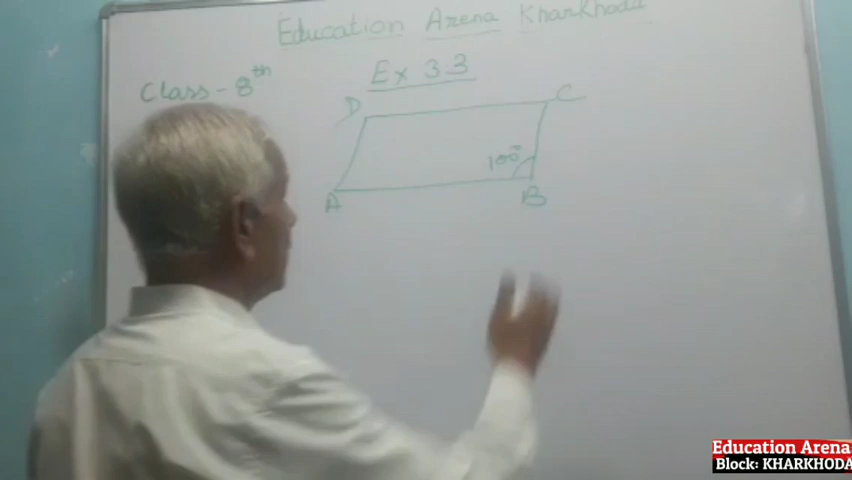 Education Arena Kharkhoda
Class - 8th
Ex 3.3
D
C
100°
A
B
Education Arena
Block: KHARKHODA